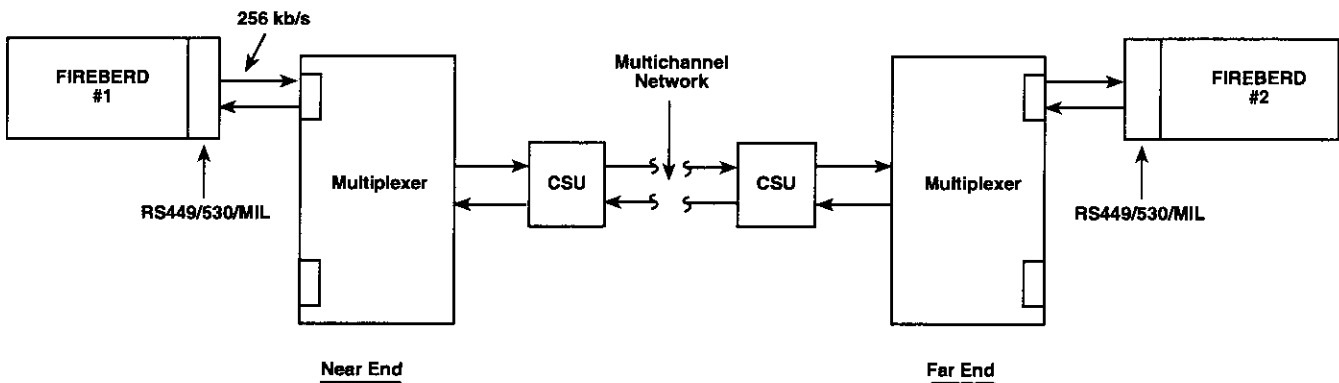 256 kb/s
FIREBERD
#1
RS449/530/MIL
Multiplexer
CSU
Multichannel
Network
CSU
Multiplexer
FIREBERD
#2
RS449/530/MIL
Near End
Far End